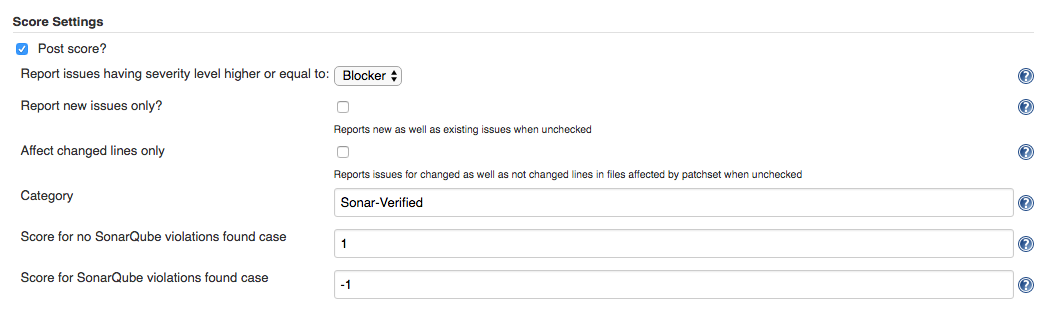 Score Settings
Post score?
Report issues having severity level higher or equal to: Blocker
Report new issues only?
Reports new as well as existing issues when unchecked
Affect changed lines only
Reports issues for changed as well as not changed lines in files affected by patchset when unchecked
Category Sonar-Verified
Score for no SonarQube violations found case 1
Score for SonarQube violations found case -1